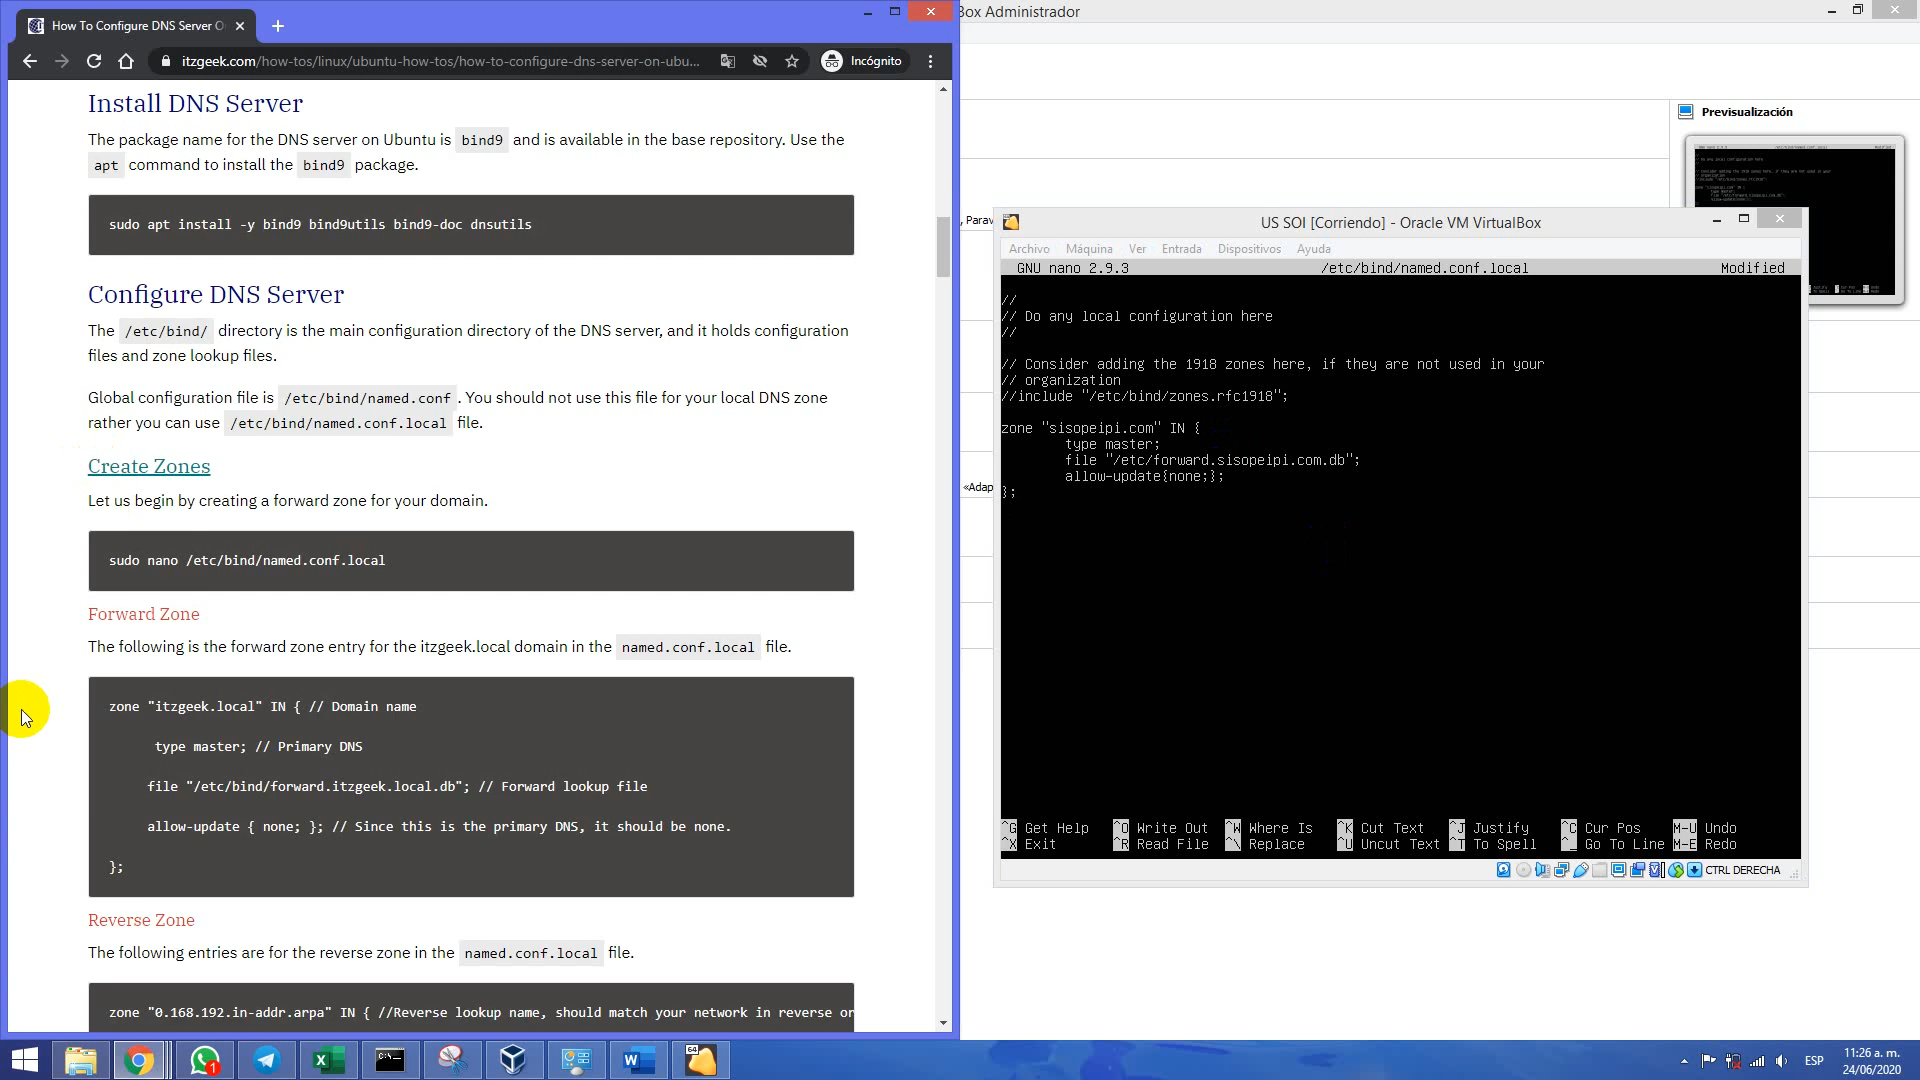 How To Configure DNS Server O
Box Administrador
itzgeek.com/how-tos/linux/ubuntu-how-tos/how-to-configure-dns-server-on-ubu...
Incógnito
Install DNS Server
The package name for the DNS server on Ubuntu is bind9 and is available in the base repository. Use the
apt command to install the bind9 package.
sudo apt install -y bind9 bind9utils bind9-doc dnsutils
Configure DNS Server
The /etc/bind/ directory is the main configuration directory of the DNS server, and it holds configuration
files and zone lookup files.
Global configuration file is /etc/bind/named.conf . You should not use this file for your local DNS zone
rather you can use /etc/bind/named.conf.local file.
Create Zones
Let us begin by creating a forward zone for your domain.
sudo nano /etc/bind/named.conf.local
Forward Zone
The following is the forward zone entry for the itzgeek.local domain in the named.conf.local file.
zone "itzgeek.local" IN { // Domain name
type master; // Primary DNS
file "/etc/bind/forward.itzgeek.local.db"; // Forward lookup file
allow-update { none; }; // Since this is the primary DNS, it should be none.
};
Reverse Zone
The following entries are for the reverse zone in the named.conf.local file.
zone "0.168.192.in-addr.arpa" IN { //Reverse lookup name, should match your network in reverse or
Previsualización
, Parav
«Adap
US SOI [Corriendo] - Oracle VM VirtualBox
Archivo Máquina Ver Entrada Dispositivos Ayuda
GNU nano 2.9.3 /etc/bind/named.conf.local Modified
//
// Do any local configuration here
//
// Consider adding the 1918 zones here, if they are not used in your
// organization
//include "/etc/bind/zones.rfc1918";
zone "sisopeipi.com" IN {
type master;
file "/etc/forward.sisopeipi.com.db";
allow-update{none;};
};
^G Get Help ^O Write Out ^W Where Is ^K Cut Text ^J Justify ^C Cur Pos M-U Undo
^X Exit ^R Read File ^\ Replace ^U Uncut Text ^T To Spell ^_ Go To Line M-E Redo
CTRL DERECHA
1
64
ESP
11:26 a. m.
24/06/2020